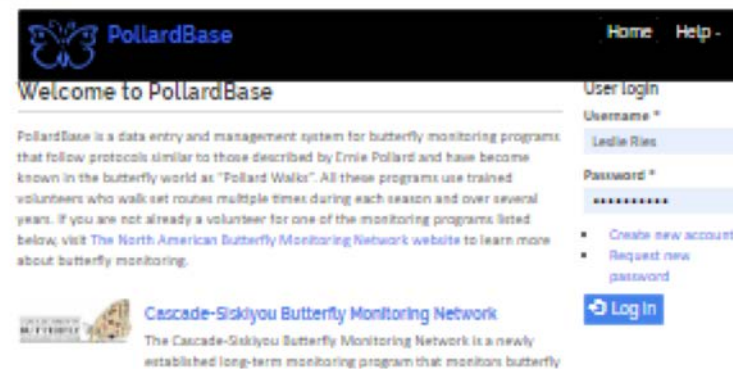 PollardBase
Home Help -
Welcome to PollardBase
PollardBase is a data entry and management system for butterfly monitoring programs
that follow protocols similar to those described by Ernie Pollard and have become
known in the butterfly world as "Pollard Walks". All these programs use trained
volunteers who walk set routes multiple times during each season and over several
years. If you are not already a volunteer for one of the monitoring programs listed
below, visit The North American Butterfly Monitoring Network website to learn more
about butterfly monitoring.
BUTTERFLY
Cascade-Siskiyou Butterfly Monitoring Network
The Cascade-Siskiyou Butterfly Monitoring Network is a newly
established long-term monitoring program that monitors butterfly
User login
Username *
Leslie Ries
Password *
••••••••••
Create new account
Request new
password
Log in